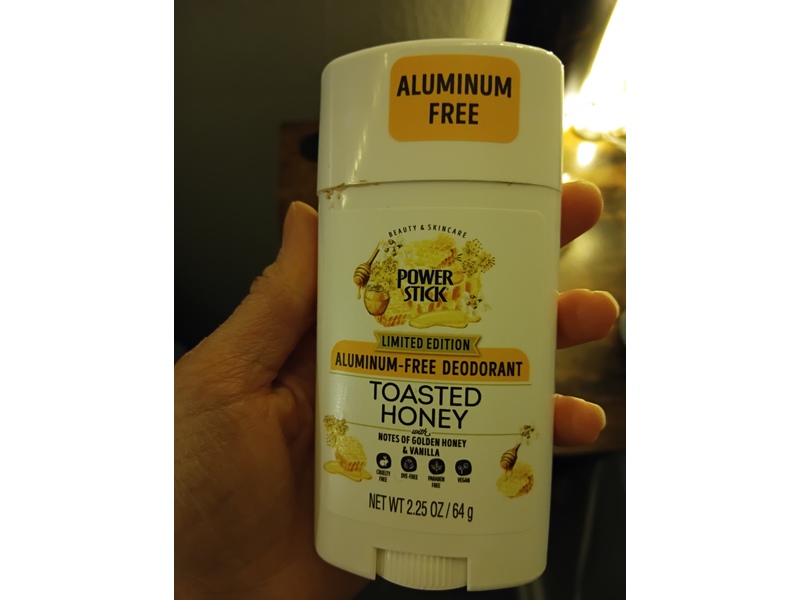 ALUMINUM
FREE
BEAUTY & SKINCARE
POWER
STICK
LIMITED EDITION
ALUMINUM-FREE DEODORANT
TOASTED
HONEY
with
NOTES OF GOLDEN HONEY
& VANILLA
CRUELTY
FREE
DYE-FREE
PARABEN
FREE
VEGAN
NET WT 2.25 OZ / 64 g